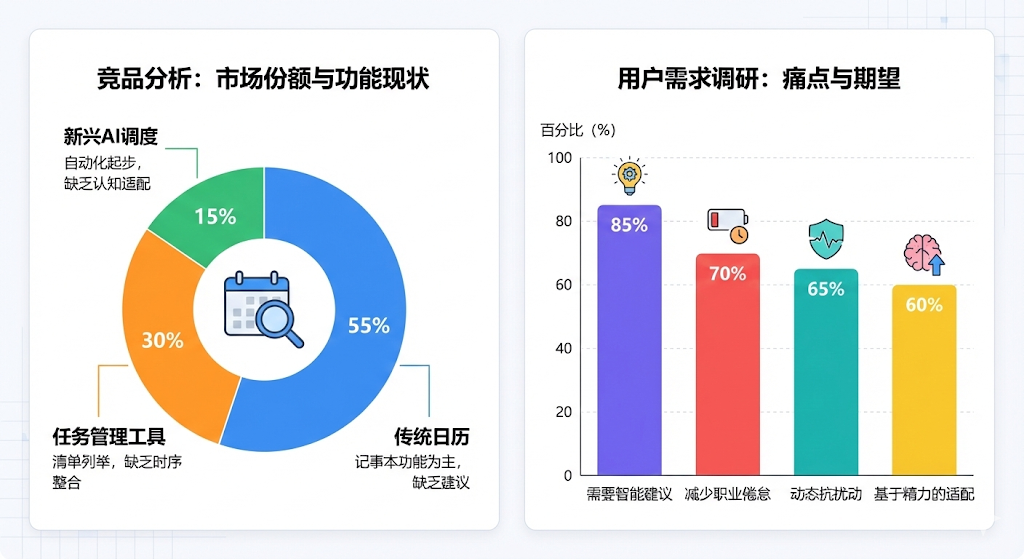 竞品分析：市场份额与功能现状
新兴AI调度
自动化起步，
缺乏认知适配
15%
30%
55%
任务管理工具
清单列举，缺乏时序
整合
传统日历
记事本功能为主，
缺乏建议
用户需求调研：痛点与期望
百分比（%）
100
80
60
40
20
0
85%
70%
65%
60%
需要智能建议
减少职业倦怠
动态抗扰动
基于精力的适配